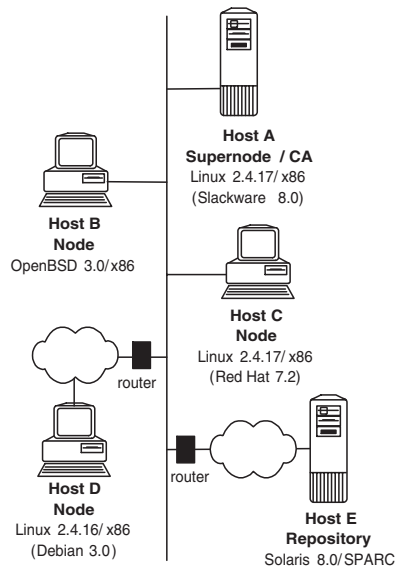 Host A
Supernode / CA
Linux 2.4.17/x86
(Slackware 8.0)
Host B
Node
OpenBSD 3.0/x86
Host C
Node
Linux 2.4.17/x86
(Red Hat 7.2)
router
router
Host D
Node
Linux 2.4.16/x86
(Debian 3.0)
Host E
Repository
Solaris 8.0/SPARC